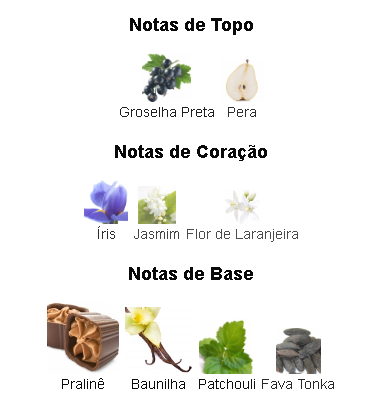 Notas de Topo
Groselha Preta Pera
Notas de Coração
Íris Jasmim Flor de Laranjeira
Notas de Base
Pralinê Baunilha Patchouli Fava Tonka